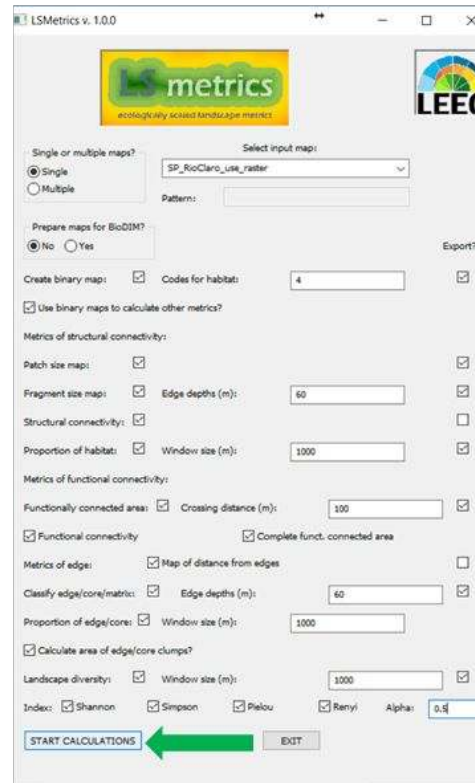 LSMetrics v. 1.0.0
LS metrics
ecologically scaled landscape metrics
LEEC
Single or multiple maps?
Select input map:
Single
SP_RioClaro_use_raster
Multiple
Pattern:
Prepare maps for BioDIM?
No Yes
Export?
Create binary map: Codes for habitat: 4
Use binary maps to calculate other metrics?
Metrics of structural connectivity:
Patch size map:
Fragment size map: Edge depths (m): 60
Structural connectivity:
Proportion of habitat: Window size (m): 1000
Metrics of functional connectivity:
Functionally connected area: Crossing distance (m): 100
Functional connectivity Complete funct. connected area
Metrics of edge: Map of distance from edges
Classify edge/core/matrix: Edge depths (m): 60
Proportion of edge/core: Window size (m): 1000
Calculate area of edge/core clumps?
Landscape diversity: Window size (m): 1000
Index: Shannon Simpson Pielou Renyi Alpha: 0.5
START CALCULATIONS EXIT